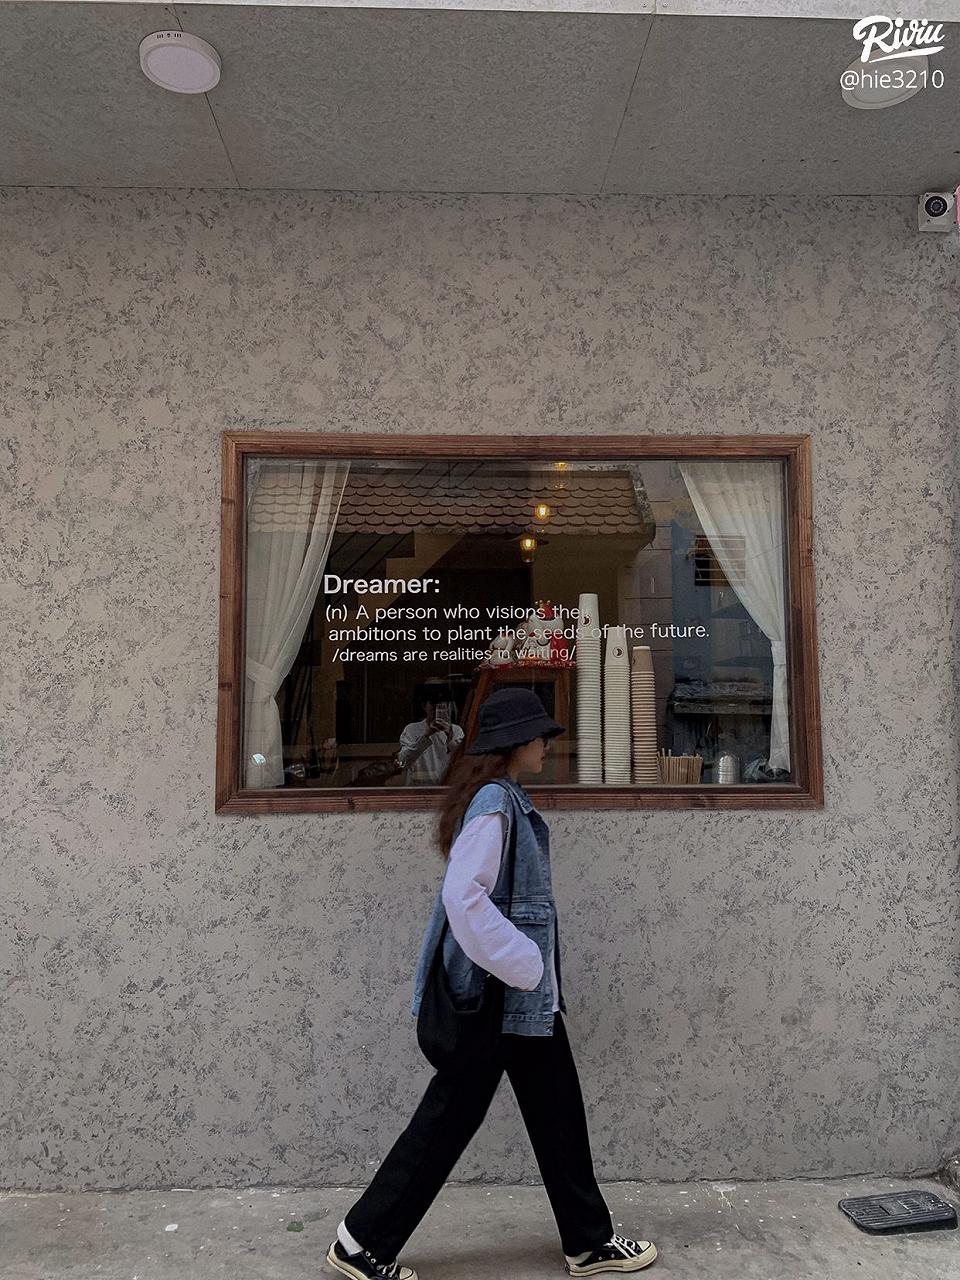 Riviu
@hie3210
Dreamer:
(n) A person who visions their
ambitions to plant the seeds of the future.
/dreams are realities in waiting/